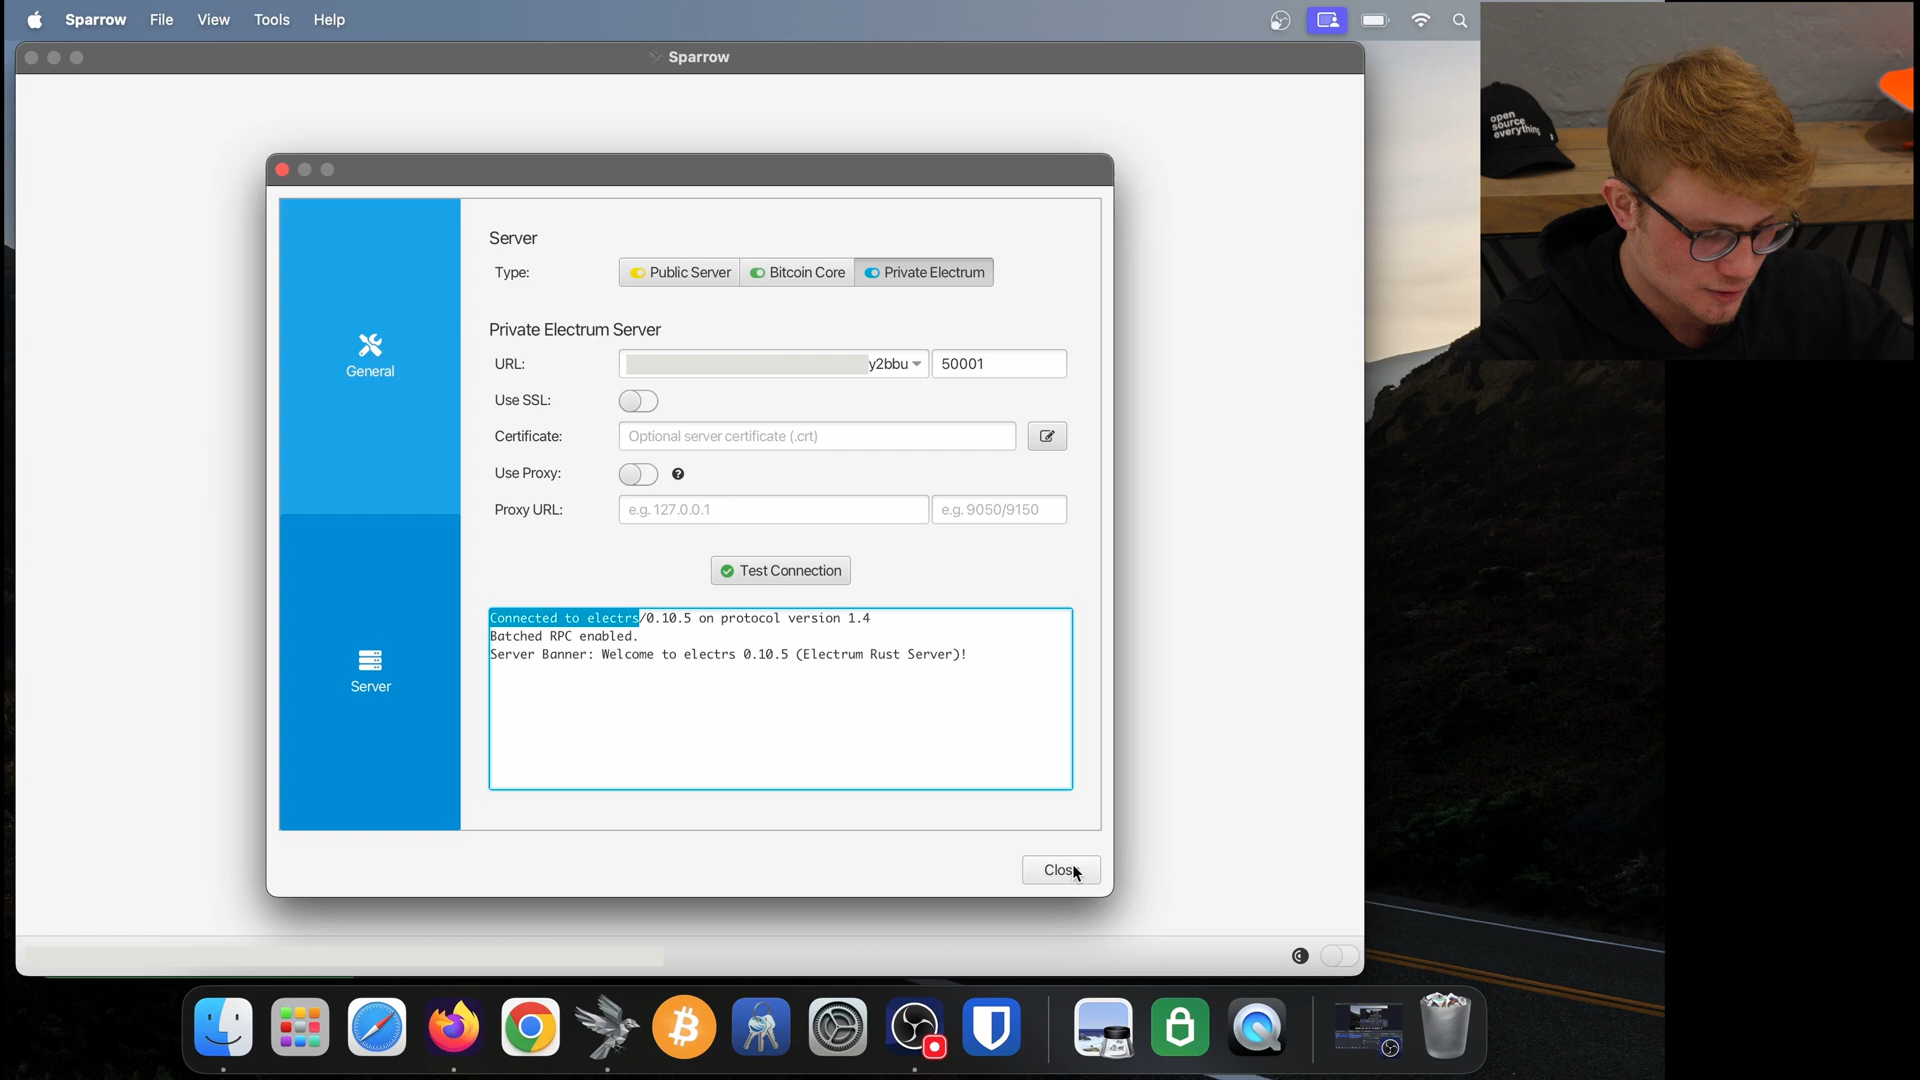 Sparrow File View Tools Help
Sparrow
open
source
everything
Server
Type: Public Server Bitcoin Core Private Electrum
Private Electrum Server
URL: y2bbu 50001
Use SSL:
Certificate: Optional server certificate (.crt)
Use Proxy:
Proxy URL: e.g. 127.0.0.1 e.g. 9050/9150
General
Server
Test Connection
Connected to electrs/0.10.5 on protocol version 1.4
Batched RPC enabled.
Server Banner: Welcome to electrs 0.10.5 (Electrum Rust Server)!
Close